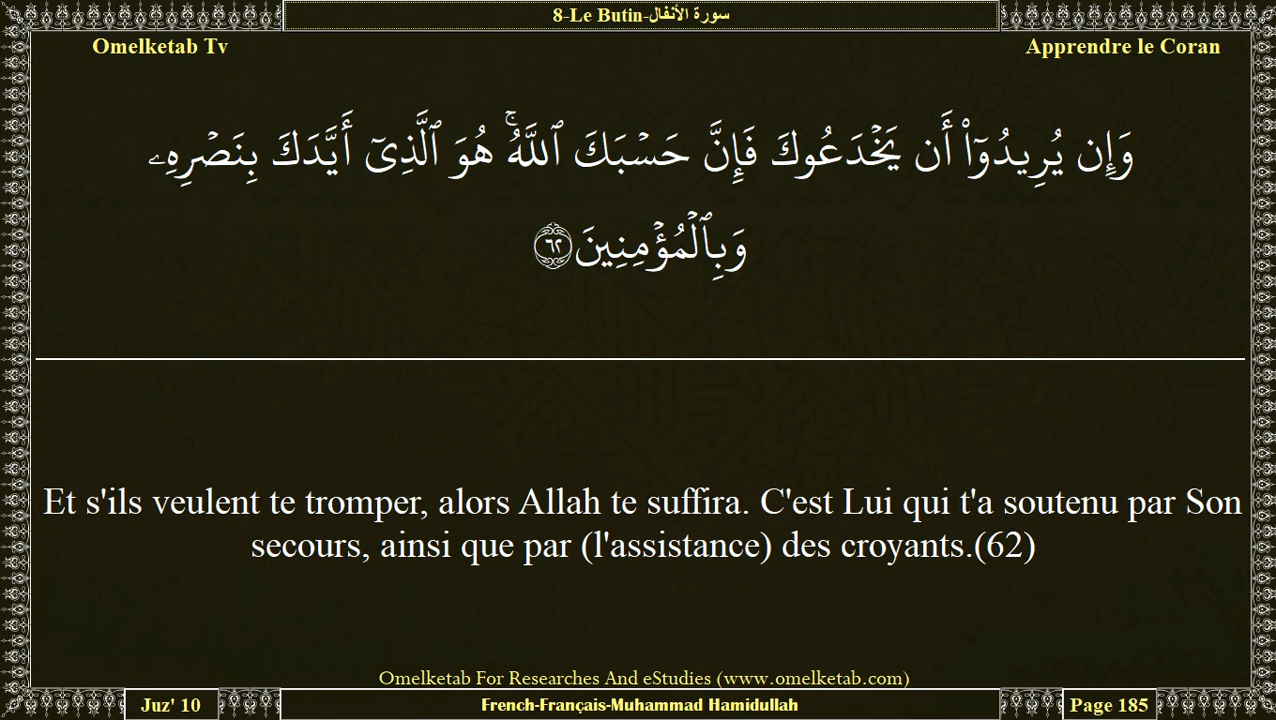 8-Le Butin-سورة الأنفال
Omelketab Tv
Apprendre le Coran
وَإِن يُرِيدُوٓا۟ أَن يَخْدَعُوكَ فَإِنَّ حَسْبَكَ ٱللَّهُ ۚ هُوَ ٱلَّذِىٓ أَيَّدَكَ بِنَصْرِهِۦ
وَبِٱلْمُؤْمِنِينَ ٦٢
Et s'ils veulent te tromper, alors Allah te suffira. C'est Lui qui t'a soutenu par Son
secours, ainsi que par (l'assistance) des croyants.(62)
Omelketab For Researches And eStudies (www.omelketab.com)
Juz' 10
French-Français-Muhammad Hamidullah
Page 185